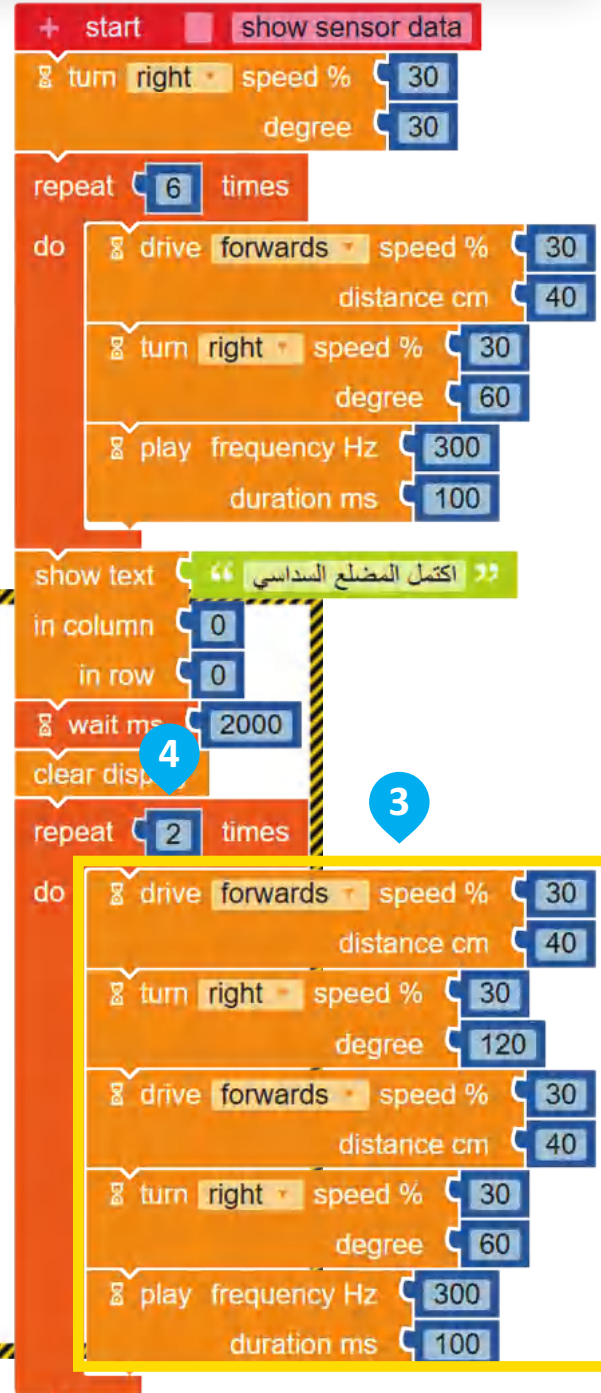 + start show sensor data
turn right speed % 30
degree 30
repeat 6 times
do drive forwards speed % 30
distance cm 40
turn right speed % 30
degree 60
play frequency Hz 300
duration ms 100
show text “ اكتمل المضلع السداسي ”
in column 0
in row 0
wait ms 2000
4
clear display
3
repeat 2 times
do drive forwards speed % 30
distance cm 40
turn right speed % 30
degree 120
drive forwards speed % 30
distance cm 40
turn right speed % 30
degree 60
play frequency Hz 300
duration ms 100